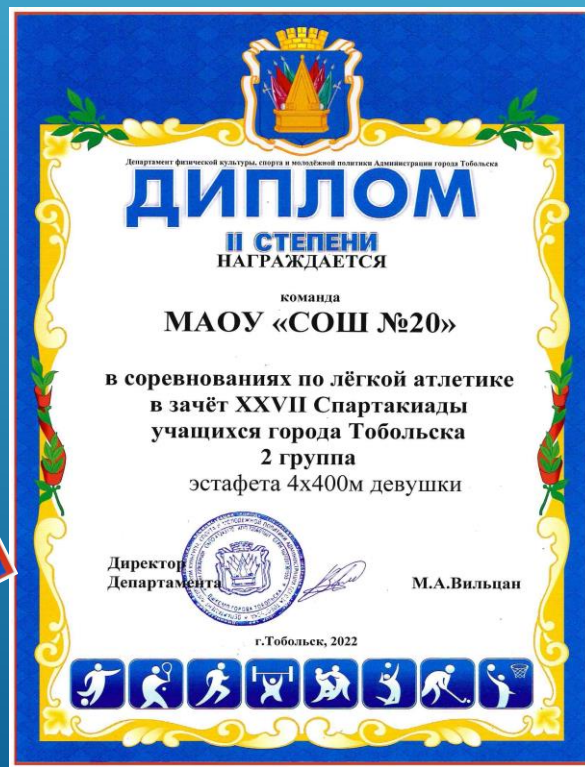 Департамент физической культуры, спорта и молодёжной политики Администрации города Тобольска
ДИПЛОМ
II СТЕПЕНИ
НАГРАЖДАЕТСЯ
команда
МАОУ «СОШ №20»
в соревнованиях по лёгкой атлетике
в зачёт XXVII Спартакиады
учащихся города Тобольска
2 группа
эстафета 4х400м девушки
Директор
Департамента
М.А.Вильцан
г.Тобольск, 2022